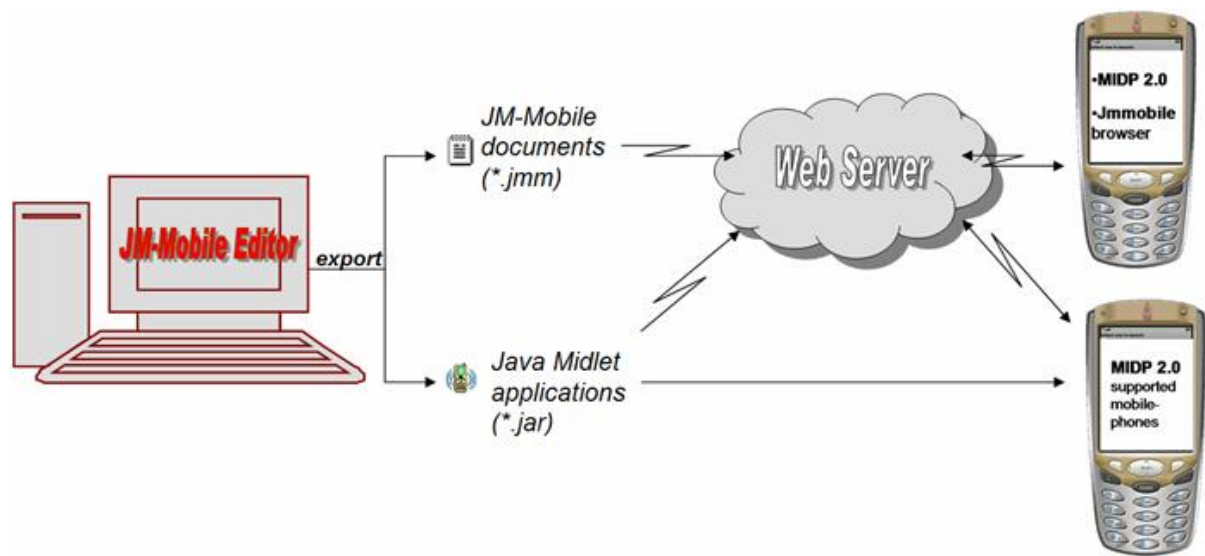 JM-Mobile Editor
export
JM-Mobile
documents
(*.jmm)
Java Midlet
applications
(*.jar)
Web Server
•MIDP 2.0
•Jmmobile
browser
MIDP 2.0
supported
mobile-
phones